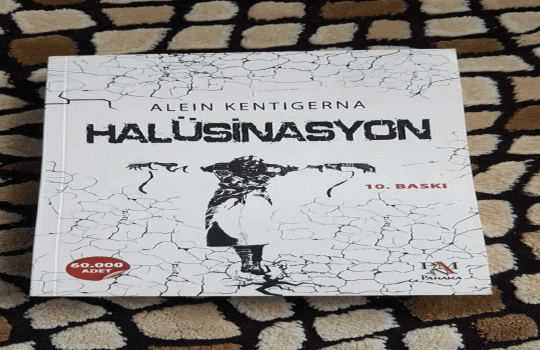 ALEIN KENTIGERNA
HALÜSİNASYON
10. BASKI
60.000
ADET
PANAMA